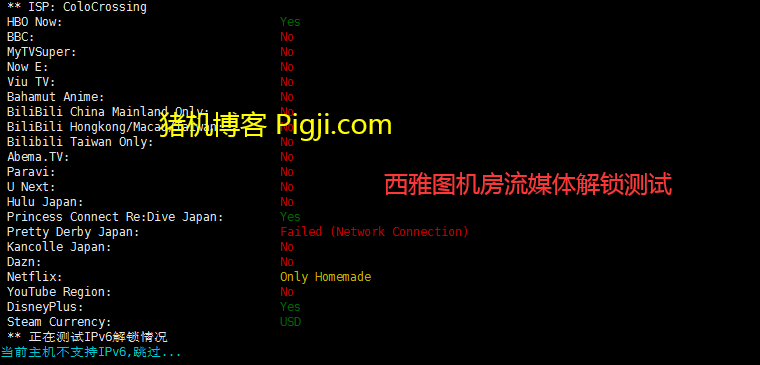 ** ISP: ColoCrossing
HBO Now: Yes
BBC: No
MyTVSuper: No
Now E: No
Viu TV: No
Bahamut Anime: No
BiliBili China Mainland Only: No
BiliBili Hongkong/Macau/Taiwan: No
Bilibili Taiwan Only: No
Abema.TV: No
Paravi: No
U Next: No
Hulu Japan: No
Princess Connect Re:Dive Japan: Yes
Pretty Derby Japan: Failed (Network Connection)
Kancolle Japan: No
Dazn: No
Netflix: Only Homemade
YouTube Region: No
DisneyPlus: Yes
Steam Currency: USD
** 正在测试IPv6解锁情况
当前主机不支持IPv6,跳过...
猪机博客 Pigji.com
西雅图机房流媒体解锁测试